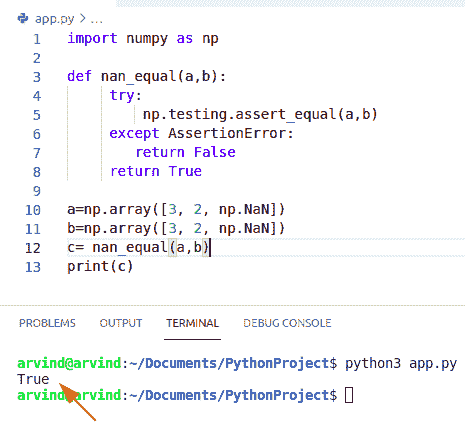 app.py > ...
1 import numpy as np
2
3 def nan_equal(a,b):
4 try:
5 np.testing.assert_equal(a,b)
6 except AssertionError:
7 return False
8 return True
9
10 a=np.array([3, 2, np.NaN])
11 b=np.array([3, 2, np.NaN])
12 c= nan_equal(a,b)
13 print(c)
PROBLEMS OUTPUT TERMINAL DEBUG CONSOLE
arvind@arvind:~/Documents/PythonProject$ python3 app.py
True
arvind@arvind:~/Documents/PythonProject$